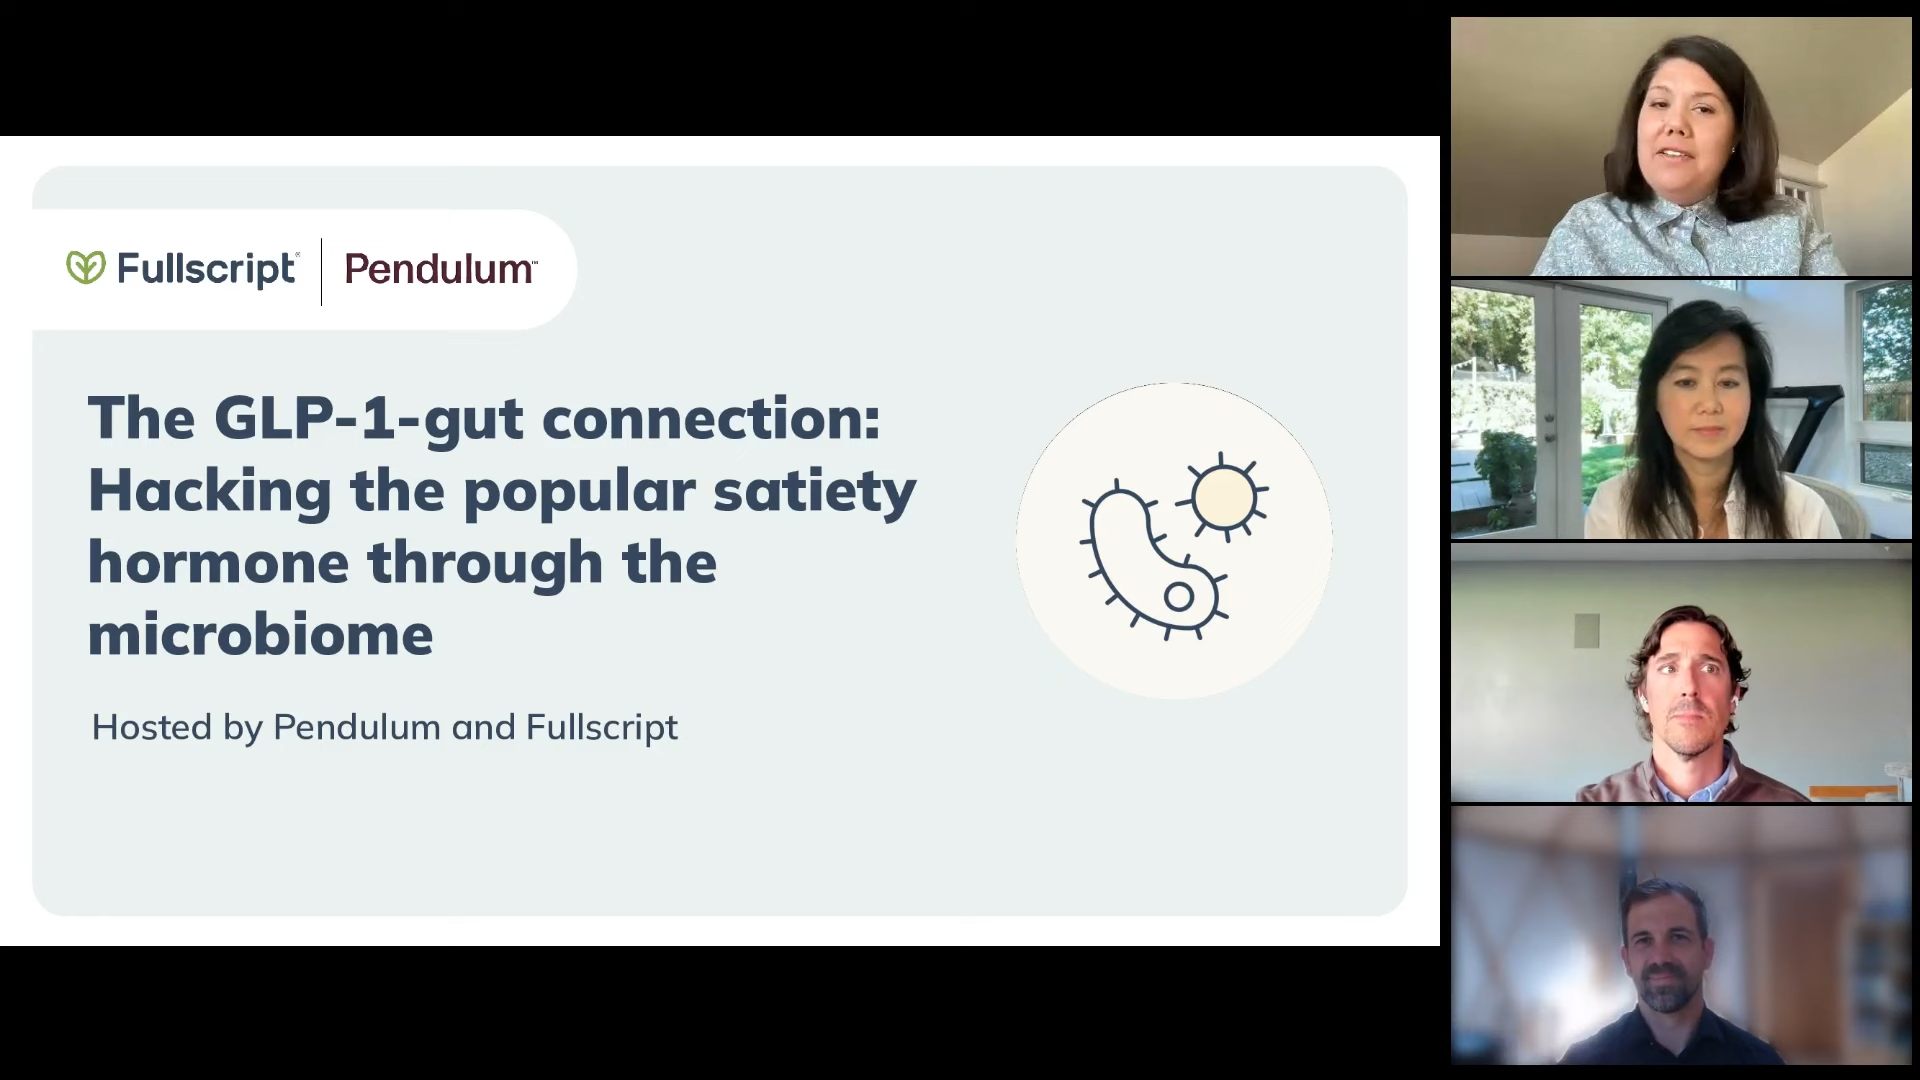 Fullscript® | Pendulum™
The GLP-1-gut connection:
Hacking the popular satiety
hormone through the
microbiome
Hosted by Pendulum and Fullscript